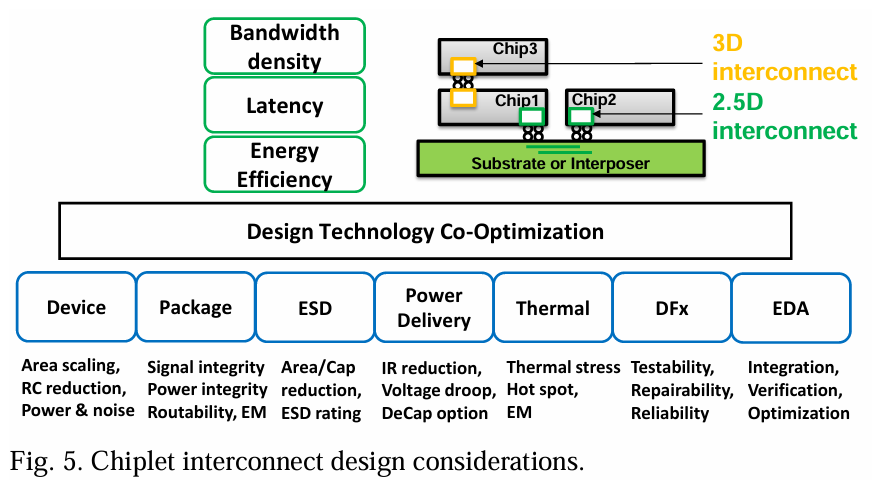 Bandwidth
density
Latency
Energy
Efficiency
Chip3
Chip1
Chip2
Substrate or Interposer
3D
interconnect
2.5D
interconnect
Design Technology Co-Optimization
Device
Package
ESD
Power
Delivery
Thermal
DFx
EDA
Area scaling,
RC reduction,
Power & noise
Signal integrity
Power integrity
Routability, EM
Area/Cap
reduction,
ESD rating
IR reduction,
Voltage droop,
DeCap option
Thermal stress
Hot spot,
EM
Testability,
Repairability,
Reliability
Integration,
Verification,
Optimization
Fig. 5. Chiplet interconnect design considerations.